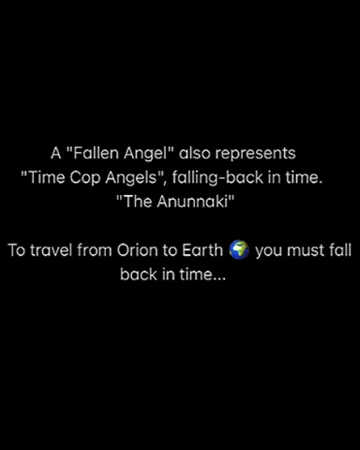 A "Fallen Angel" also represents
"Time Cop Angels", falling-back in time.
"The Anunnaki"
To travel from Orion to Earth 🌍 you must fall
back in time...